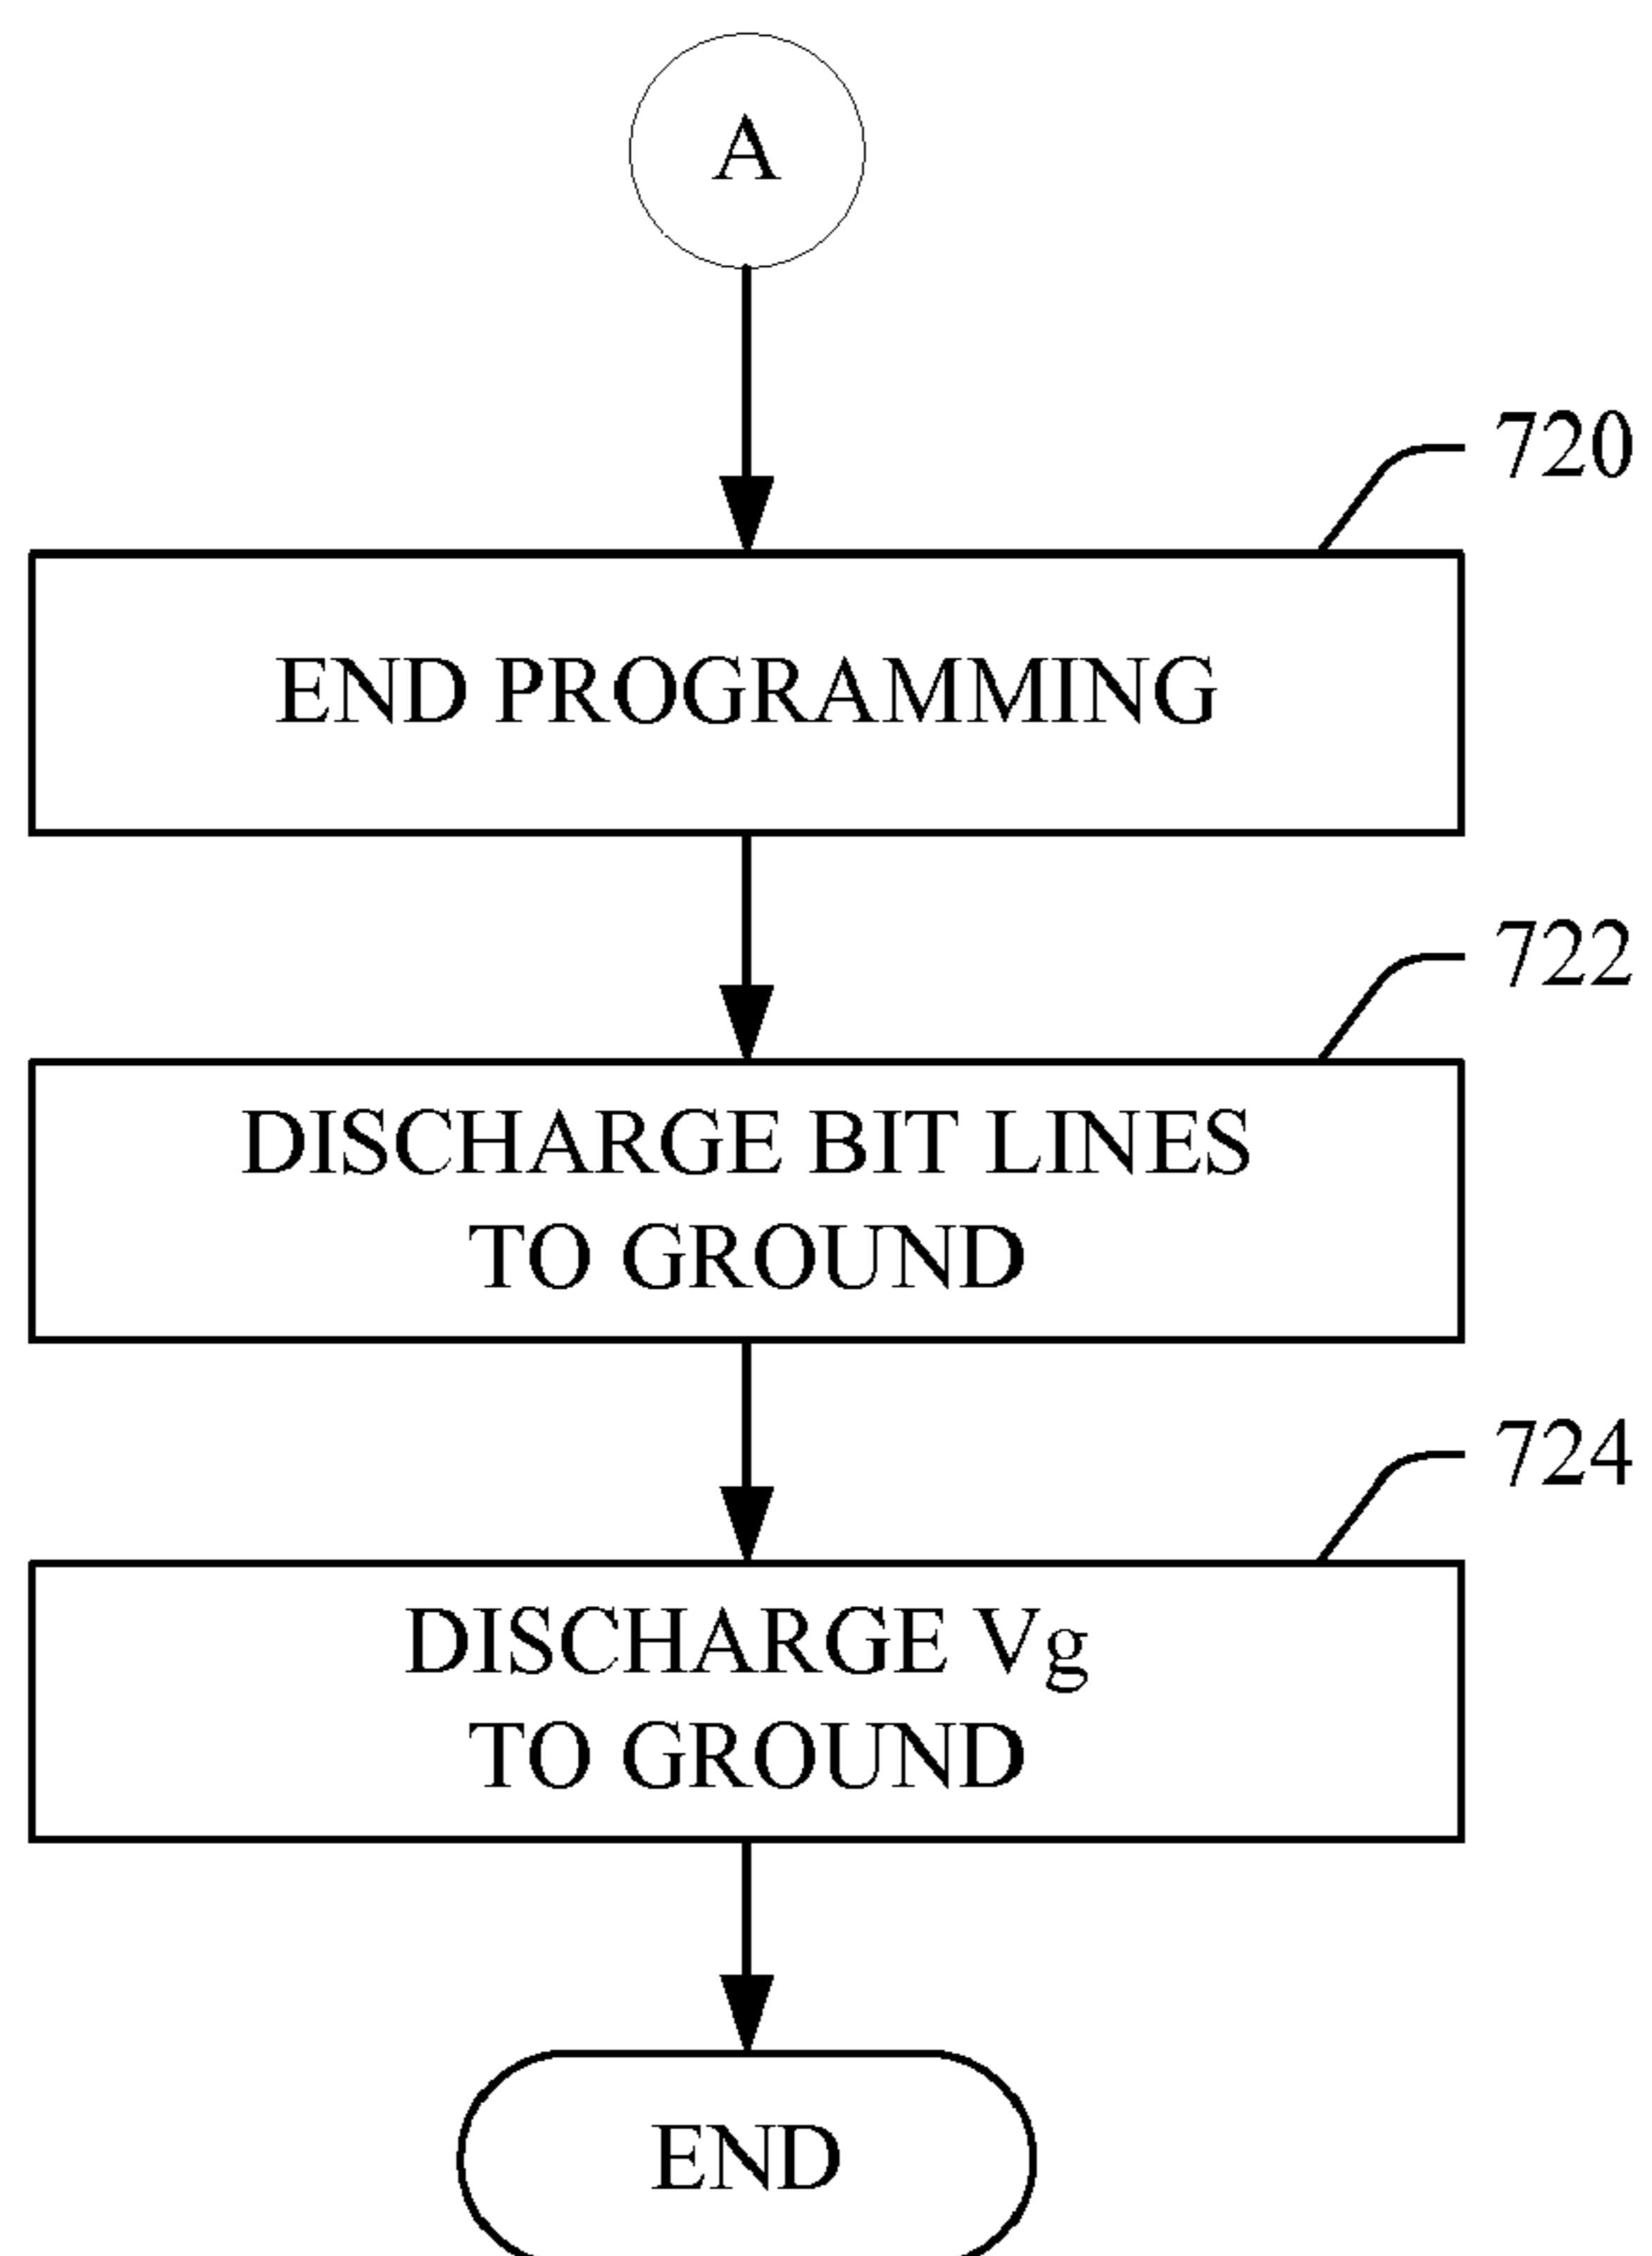 A
720
END PROGRAMMING
722
DISCHARGE BIT LINES
TO GROUND
724
DISCHARGE Vg
TO GROUND
END